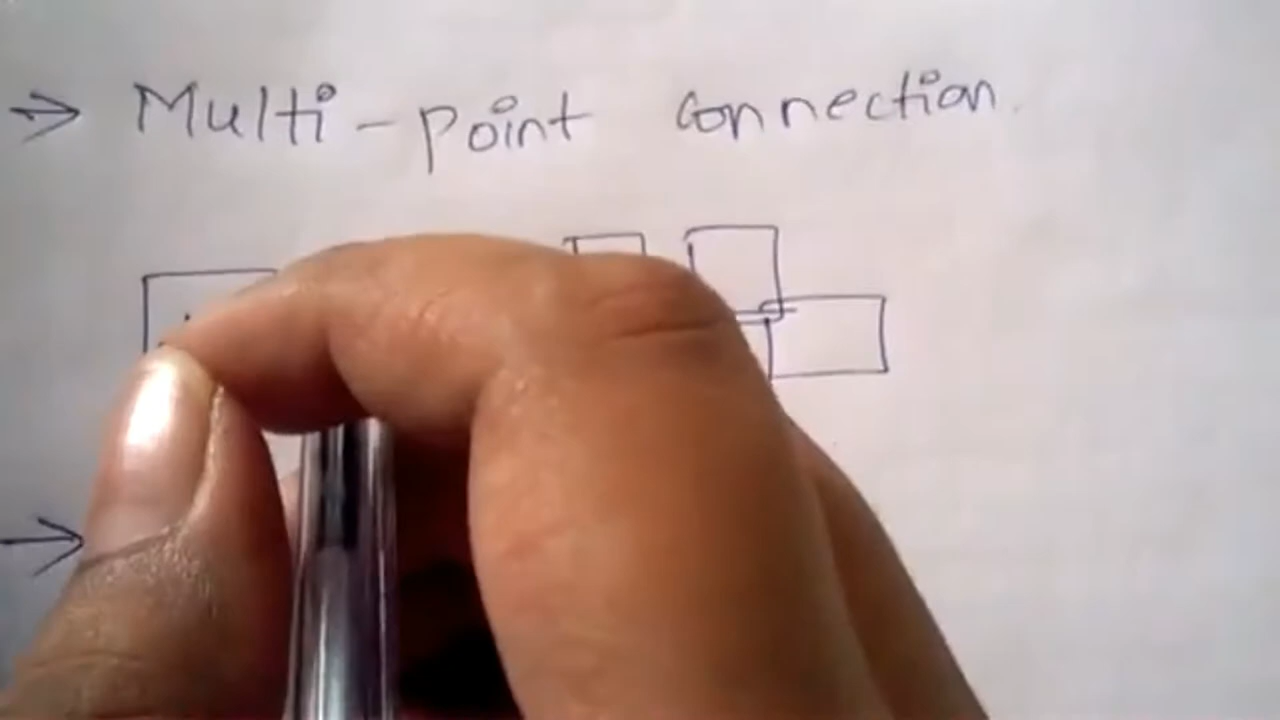 → Multi-point connection.
→